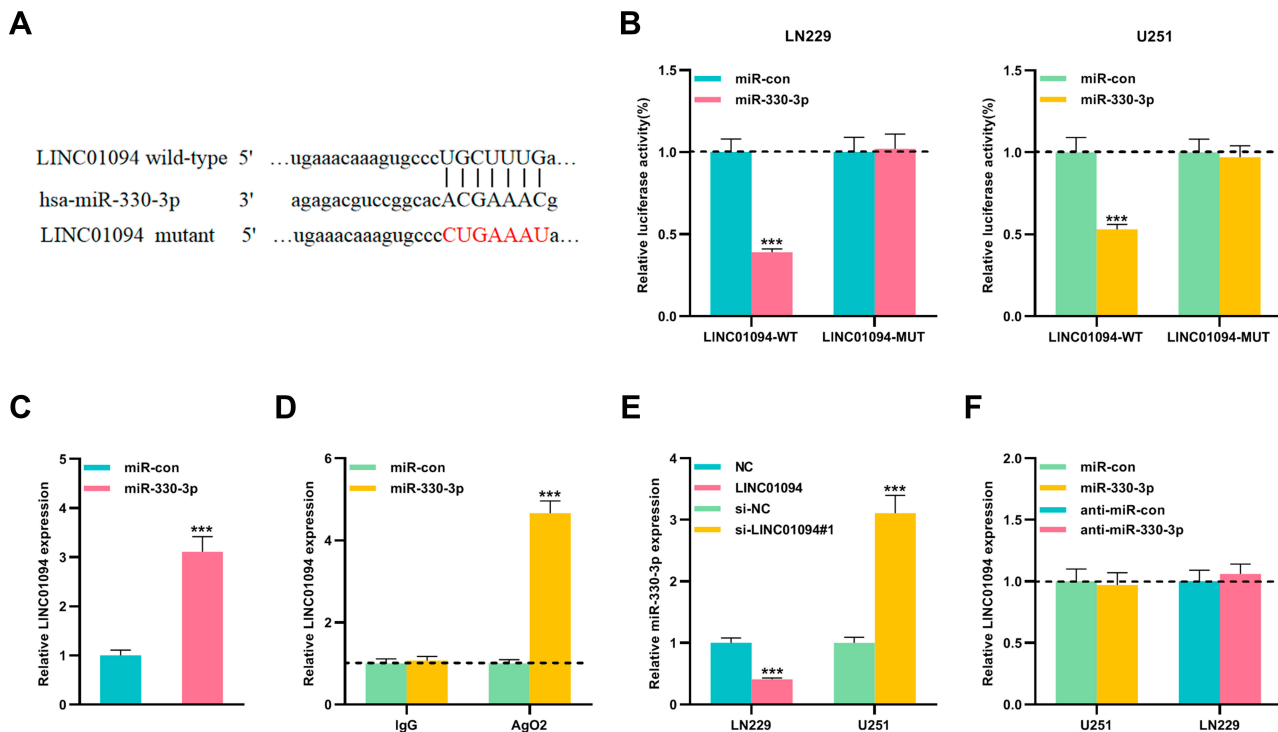 A
LINC01094 wild-type 5' ...ugaaacaaagugcccUGCUUUGa...
hsa-miR-330-3p 3' agagacguccggcacACGAAACg
LINC01094 mutant 5' ...ugaaacaaagugcccCUGAAAUa...
B
LN229
Relative luciferase activity(%)
1.5
1.0
0.5
0.0
miR-con
miR-330-3p
***
LINC01094-WT
LINC01094-MUT
U251
Relative luciferase activity(%)
1.5
1.0
0.5
0.0
miR-con
miR-330-3p
***
LINC01094-WT
LINC01094-MUT
C
Relative LINC01094 expression
5
4
3
2
1
0
miR-con
miR-330-3p
***
D
Relative LINC01094 expression
6
4
2
0
miR-con
miR-330-3p
***
IgG
AgO2
E
Relative miR-330-3p expression
4
3
2
1
0
NC
LINC01094
si-NC
si-LINC01094#1
***
***
LN229
U251
F
Relative LINC01094 expression
2.0
1.5
1.0
0.5
0.0
miR-con
miR-330-3p
anti-miR-con
anti-miR-330-3p
U251
LN229